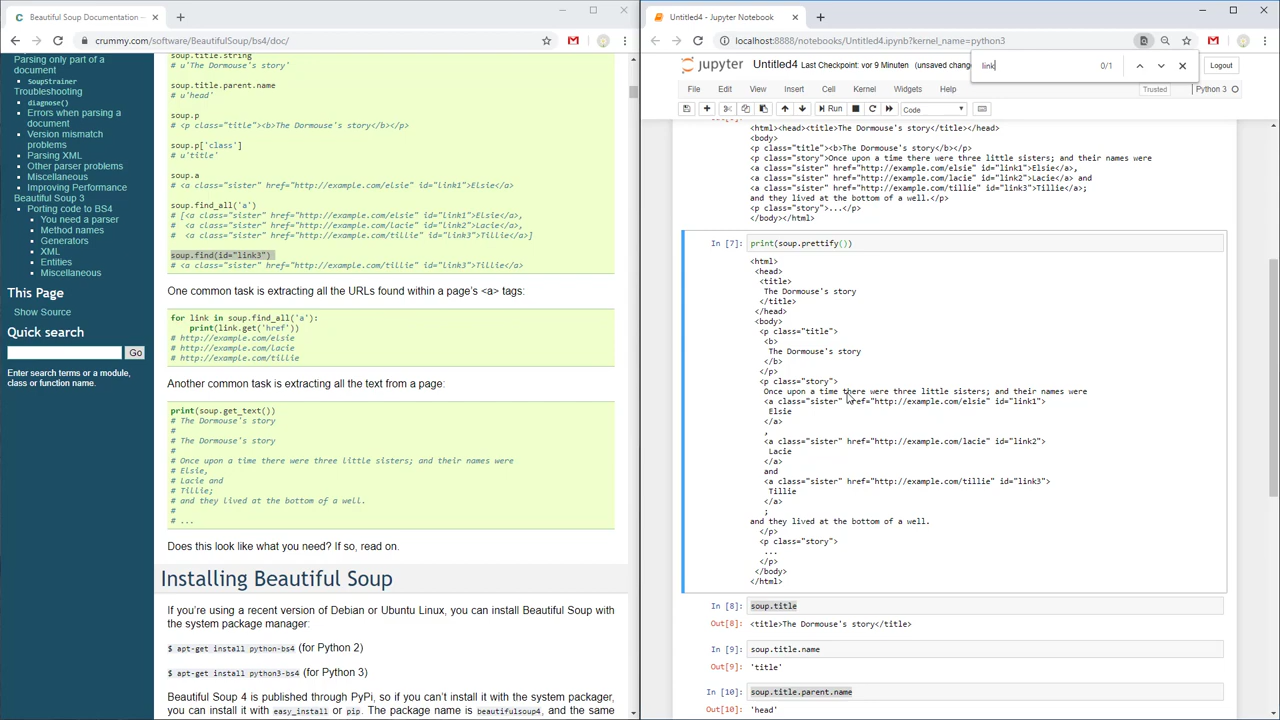 Beautiful Soup Documentation —
crummy.com/software/BeautifulSoup/bs4/doc/
Parsing only part of a
document
SoupStrainer
Troubleshooting
diagnose()
Errors when parsing a
document
Version mismatch
problems
Parsing XML
Other parser problems
Miscellaneous
Improving Performance
Beautiful Soup 3
Porting code to BS4
You need a parser
Method names
Generators
XML
Entities
Miscellaneous
This Page
Show Source
Quick search
Go
Enter search terms or a module,
class or function name.
soup.title.string
# u'The Dormouse's story'
soup.title.parent.name
# u'head'
soup.p
# <p class="title"><b>The Dormouse's story</b></p>
soup.p['class']
# u'title'
soup.a
# <a class="sister" href="http://example.com/elsie" id="link1">Elsie</a>
soup.find_all('a')
# [<a class="sister" href="http://example.com/elsie" id="link1">Elsie</a>,
#  <a class="sister" href="http://example.com/lacie" id="link2">Lacie</a>,
#  <a class="sister" href="http://example.com/tillie" id="link3">Tillie</a>]
soup.find(id="link3")
# <a class="sister" href="http://example.com/tillie" id="link3">Tillie</a>
One common task is extracting all the URLs found within a page's <a> tags:
for link in soup.find_all('a'):
    print(link.get('href'))
# http://example.com/elsie
# http://example.com/lacie
# http://example.com/tillie
Another common task is extracting all the text from a page:
print(soup.get_text())
# The Dormouse's story
#
# The Dormouse's story
#
# Once upon a time there were three little sisters; and their names were
# Elsie,
# Lacie and
# Tillie;
# and they lived at the bottom of a well.
#
# ...
Does this look like what you need? If so, read on.
Installing Beautiful Soup
If you're using a recent version of Debian or Ubuntu Linux, you can install Beautiful Soup with
the system package manager:
$ apt-get install python-bs4 (for Python 2)
$ apt-get install python3-bs4 (for Python 3)
Beautiful Soup 4 is published through PyPi, so if you can't install it with the system packager,
you can install it with easy_install or pip. The package name is beautifulsoup4, and the same
Untitled4 - Jupyter Notebook
localhost:8888/notebooks/Untitled4.ipynb?kernel_name=python3
link 0/1
jupyter Untitled4 Last Checkpoint: vor 9 Minuten (unsaved chang
Logout
File Edit View Insert Cell Kernel Widgets Help Trusted Python 3
Run Code
<html><head><title>The Dormouse's story</title></head>
<body>
<p class="title"><b>The Dormouse's story</b></p>
<p class="story">Once upon a time there were three little sisters; and their names were
<a class="sister" href="http://example.com/elsie" id="link1">Elsie</a>,
<a class="sister" href="http://example.com/lacie" id="link2">Lacie</a> and
<a class="sister" href="http://example.com/tillie" id="link3">Tillie</a>;
and they lived at the bottom of a well.</p>
<p class="story">...</p>
</body></html>
In [7]: print(soup.prettify())
<html>
<head>
<title>
The Dormouse's story
</title>
</head>
<body>
<p class="title">
<b>
The Dormouse's story
</b>
</p>
<p class="story">
Once upon a time there were three little sisters; and their names were
<a class="sister" href="http://example.com/elsie" id="link1">
Elsie
</a>
,
<a class="sister" href="http://example.com/lacie" id="link2">
Lacie
</a>
and
<a class="sister" href="http://example.com/tillie" id="link3">
Tillie
</a>
;
and they lived at the bottom of a well.
</p>
<p class="story">
...
</p>
</body>
</html>
In [8]: soup.title
Out[8]: <title>The Dormouse's story</title>
In [9]: soup.title.name
Out[9]: 'title'
In [10]: soup.title.parent.name
Out[10]: 'head'